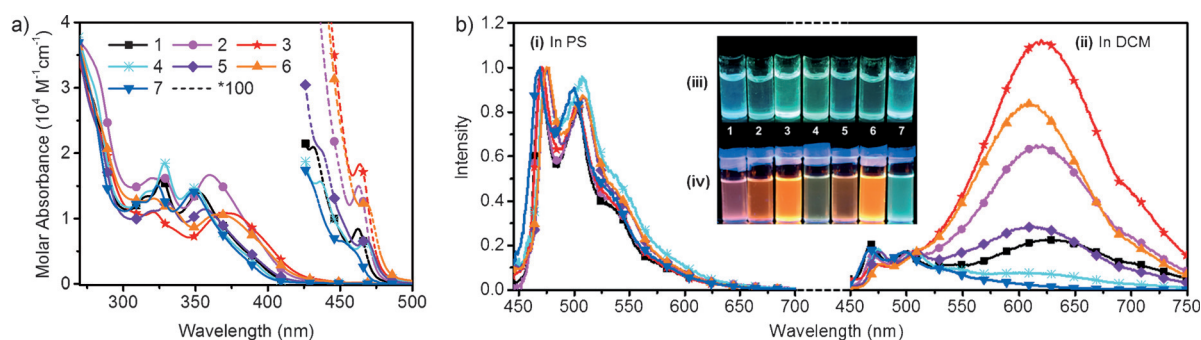 a)
Molar Absorbance (10⁴ M⁻¹cm⁻¹)
4
3
2
1
0
1 2 3
4 5 6
7 *100
300 350 400 450 500
Wavelength (nm)
b)
Intensity
1.2
1.0
0.8
0.6
0.4
0.2
0.0
(i) In PS
(ii) In DCM
(iii)
1 2 3 4 5 6 7
(iv)
450 500 550 600 650 700
450 500 550 600 650 700 750
Wavelength (nm)
Wavelength (nm)